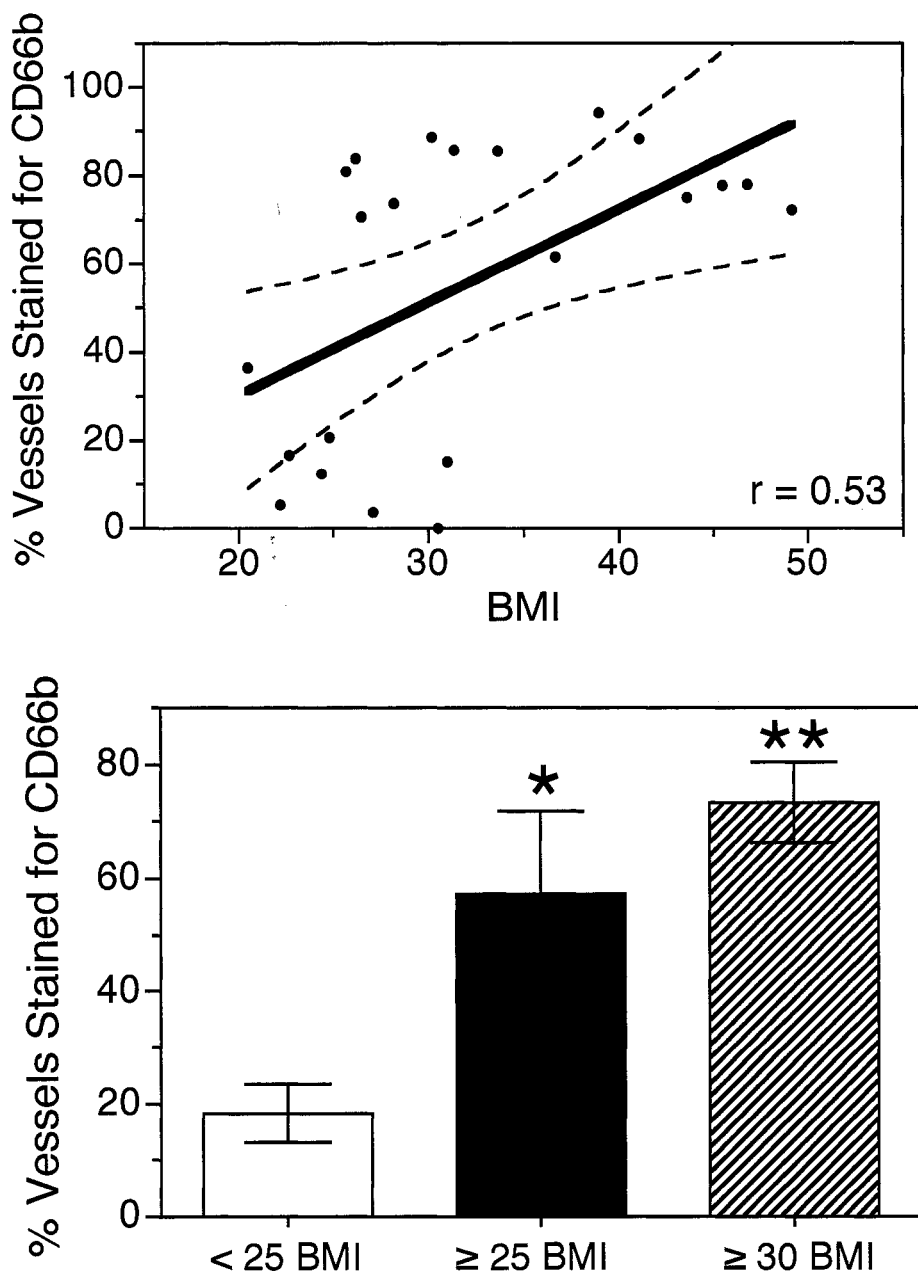 % Vessels Stained for CD66b
100
80
60
40
20
0
r = 0.53
20 30 40 50
BMI
% Vessels Stained for CD66b
80
60
40
20
0
*
**
< 25 BMI ≥ 25 BMI ≥ 30 BMI